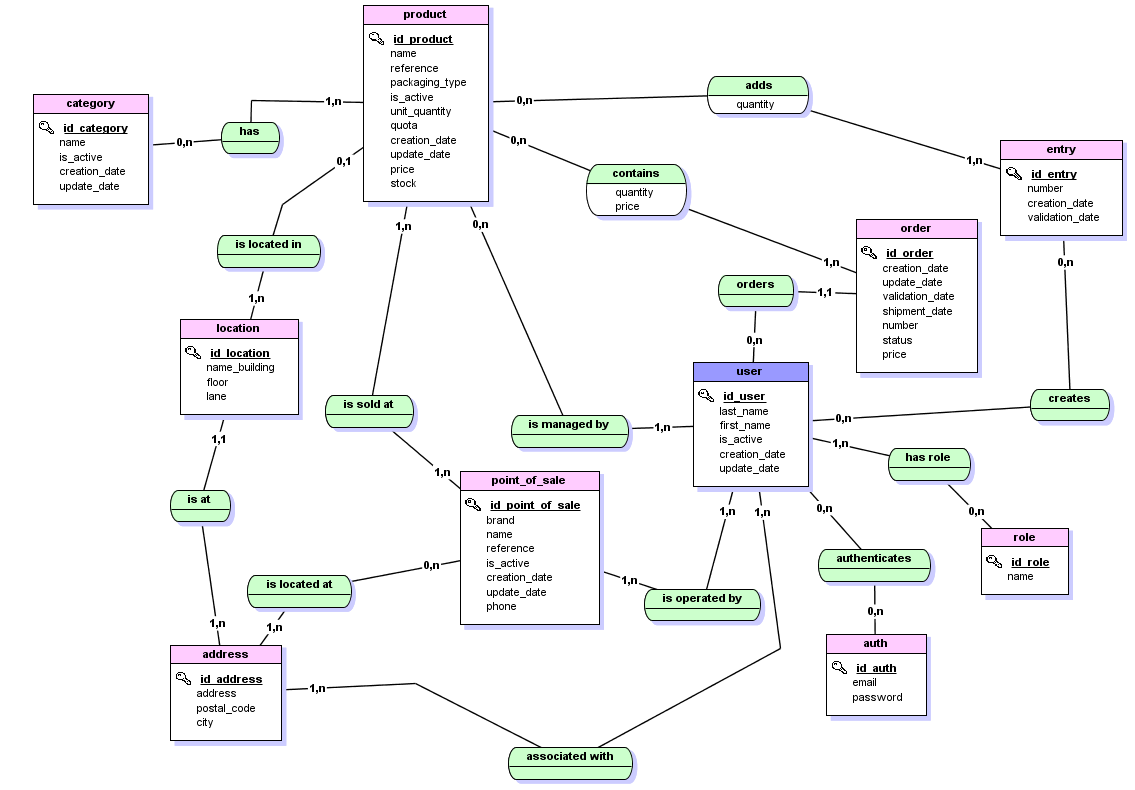 product
id_product
name
reference
packaging_type
is_active
unit_quantity
quota
creation_date
update_date
price
stock
category
id_category
name
is_active
creation_date
update_date
0,n
has
1,n
0,1
is located in
1,n
location
id_location
name_building
floor
lane
1,1
is at
1,n
address
id_address
address
postal_code
city
0,n
adds
quantity
1,n
entry
id_entry
number
creation_date
validation_date
0,n
contains
quantity
price
1,n
order
id_order
creation_date
update_date
validation_date
shipment_date
number
status
price
orders
1,1
0,n
user
id_user
last_name
first_name
is_active
creation_date
update_date
0,n
creates
0,n
1,n
has role
0,n
role
id_role
name
0,n
authenticates
0,n
auth
id_auth
email
password
1,n
is sold at
1,n
0,n
is managed by
1,n
point_of_sale
id_point_of_sale
brand
name
reference
is_active
creation_date
update_date
phone
0,n
is located at
1,n
1,n
is operated by
1,n
1,n
1,n
associated with